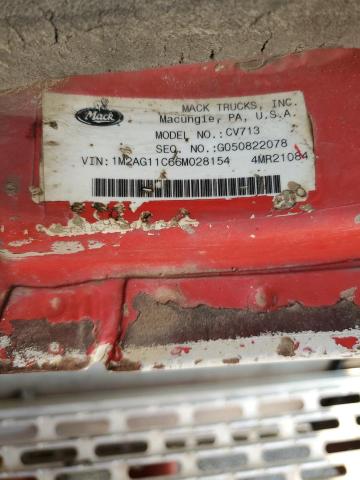 Mack
MACK TRUCKS, INC.
Macungie, PA, U.S.A.
MODEL NO.:CV713
SEQ. NO.:G050822078
VIN:1M2AG11C66M028154 4MR21084